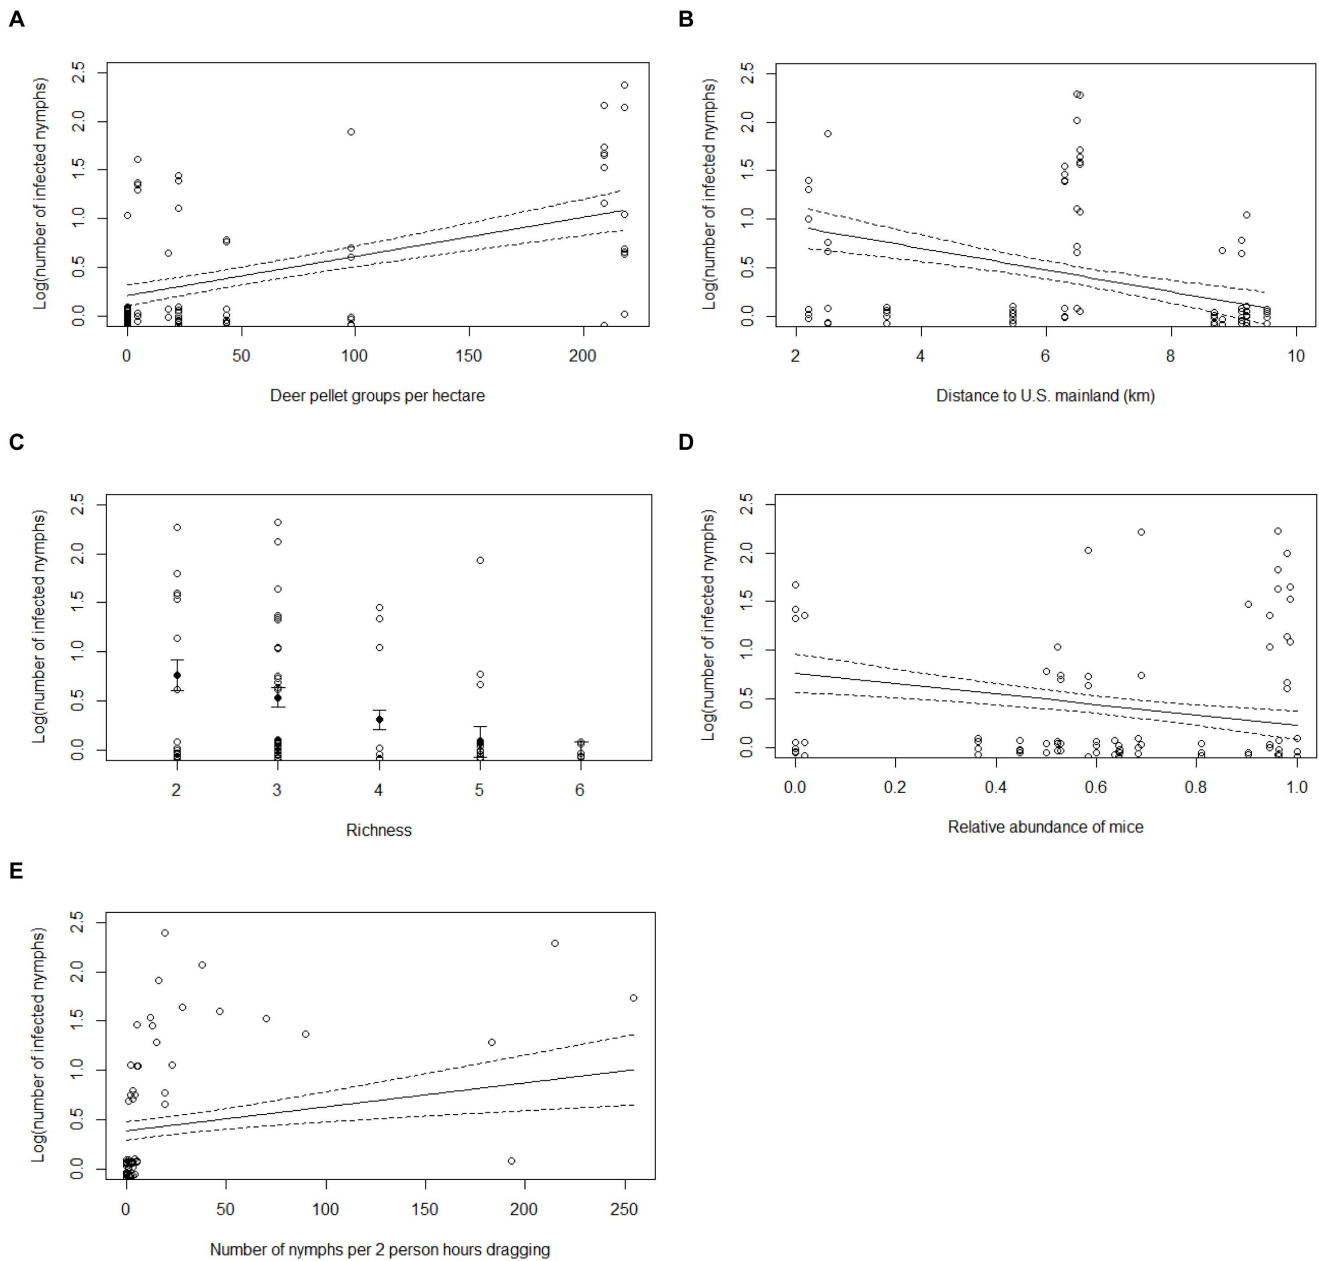 A
B
Log(number of infected nymphs)
2.5
2.0
1.5
1.0
0.5
0.0
0 50 100 150 200
Deer pellet groups per hectare
Log(number of infected nymphs)
2.5
2.0
1.5
1.0
0.5
0.0
2 4 6 8 10
Distance to U.S. mainland (km)
C
D
Log(number of infected nymphs)
2.5
2.0
1.5
1.0
0.5
0.0
2 3 4 5 6
Richness
Log(number of infected nymphs)
2.5
2.0
1.5
1.0
0.5
0.0
0.0 0.2 0.4 0.6 0.8 1.0
Relative abundance of mice
E
Log(number of infected nymphs)
2.5
2.0
1.5
1.0
0.5
0.0
0 50 100 150 200 250
Number of nymphs per 2 person hours dragging